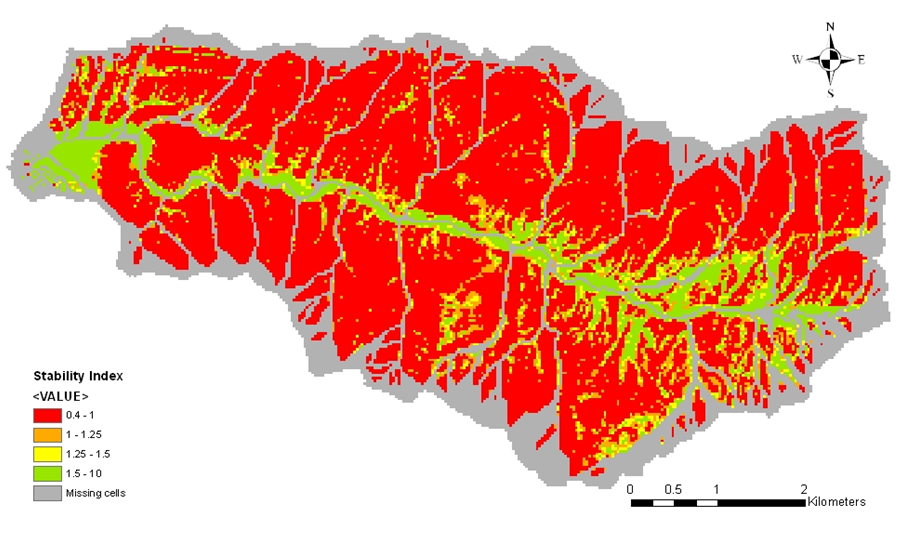 N
W E
S
Stability Index
<VALUE>
0.4 - 1
1 - 1.25
1.25 - 1.5
1.5 - 10
Missing cells
0 0.5 1 2
Kilometers